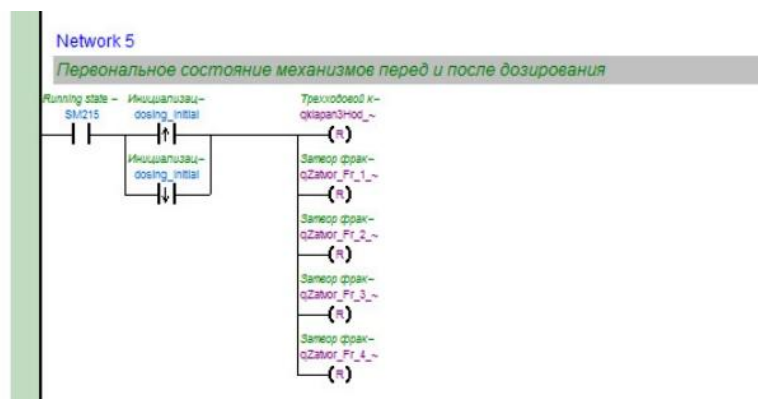 Network 5
Первональное состояние механизмов перед и после дозирования
Running state ~ Инициализац~ Трехходовой к~
SM215 dosing_initial qklapan3Hod_~
R
Инициализац~ Затвор фрак~
dosing_initial qZatvor_Fr_1_~
R
Затвор фрак~
qZatvor_Fr_2_~
R
Затвор фрак~
qZatvor_Fr_3_~
R
Затвор фрак~
qZatvor_Fr_4_~
R